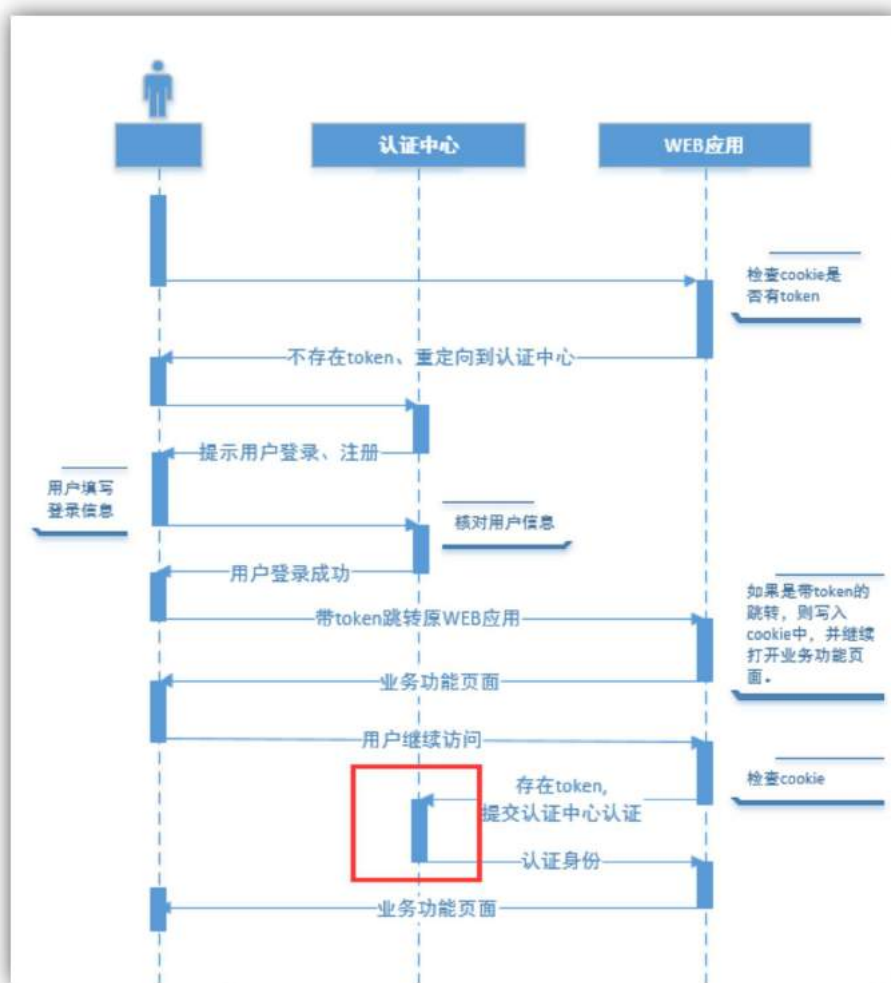 认证中心
WEB应用
检查cookie是
否有token
不存在token、重定向到认证中心
提示用户登录、注册
用户填写
登录信息
核对用户信息
用户登录成功
如果是带token的
跳转，则写入
cookie中，并继续
打开业务功能页
面。
带token跳转原WEB应用
业务功能页面
用户继续访问
检查cookie
存在token,
提交认证中心认证
认证身份
业务功能页面